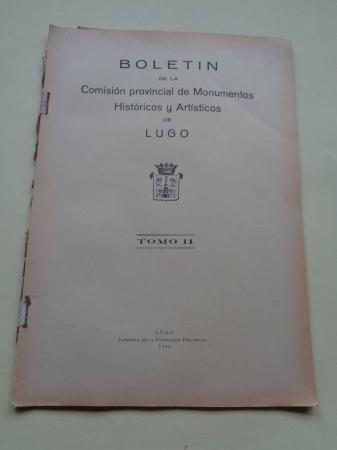 BOLETIN
DE LA
Comisión provincial de Monumentos
Históricos y Artísticos
DE
LUGO
TOMO II
LUGO
IMPRENTA DE LA DIPUTACIÓN PROVINCIAL